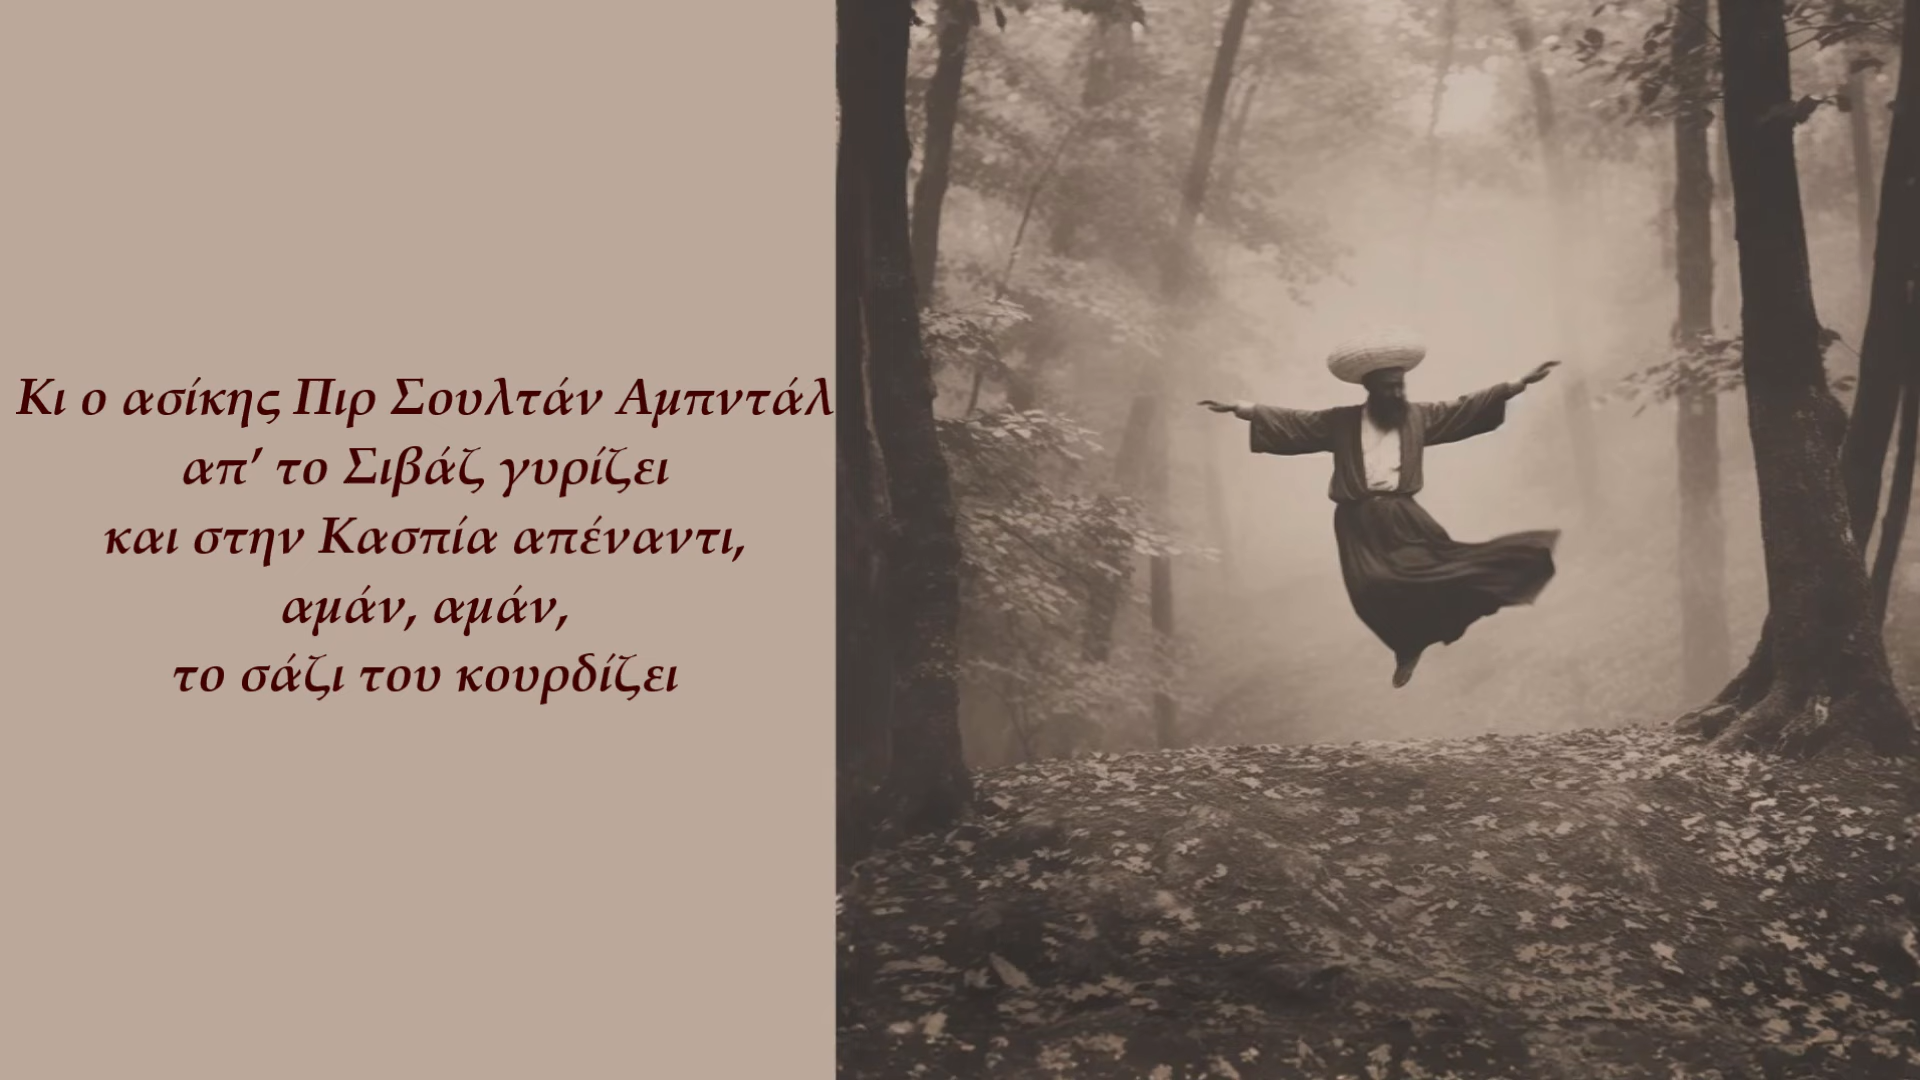 Κι ο ασίκης Πιρ Σουλτάν Αμπντάλ
απ’ το Σιβάζ γυρίζει
και στην Κασπία απέναντι,
αμάν, αμάν,
το σάζι του κουρδίζει